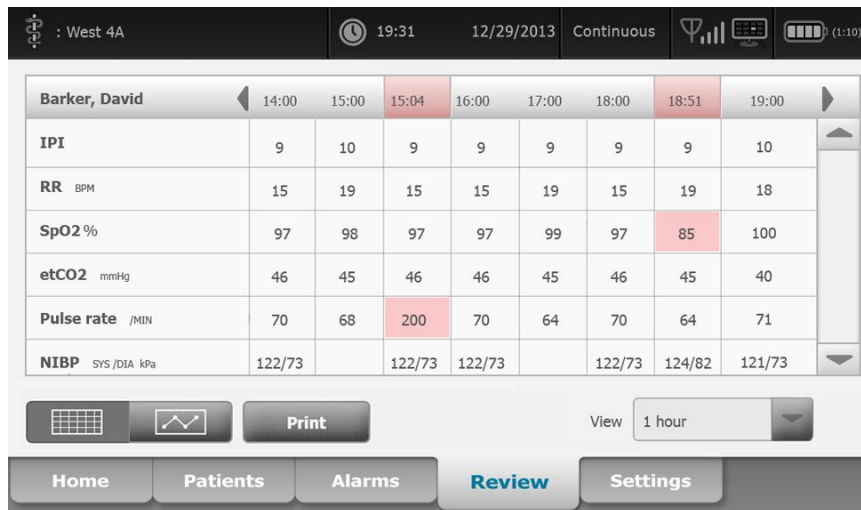 : West 4A 19:31 12/29/2013 Continuous (1:10)
Barker, David 14:00 15:00 15:04 16:00 17:00 18:00 18:51 19:00
IPI 9 10 9 9 9 9 9 10
RR BPM 15 19 15 15 19 15 19 18
SpO2% 97 98 97 97 99 97 85 100
etCO2 mmHg 46 45 46 46 45 46 45 40
Pulse rate /MIN 70 68 200 70 64 70 64 71
NIBP SYS/DIA kPa 122/73 122/73 122/73 122/73 124/82 121/73
Print View 1 hour
Home Patients Alarms Review Settings